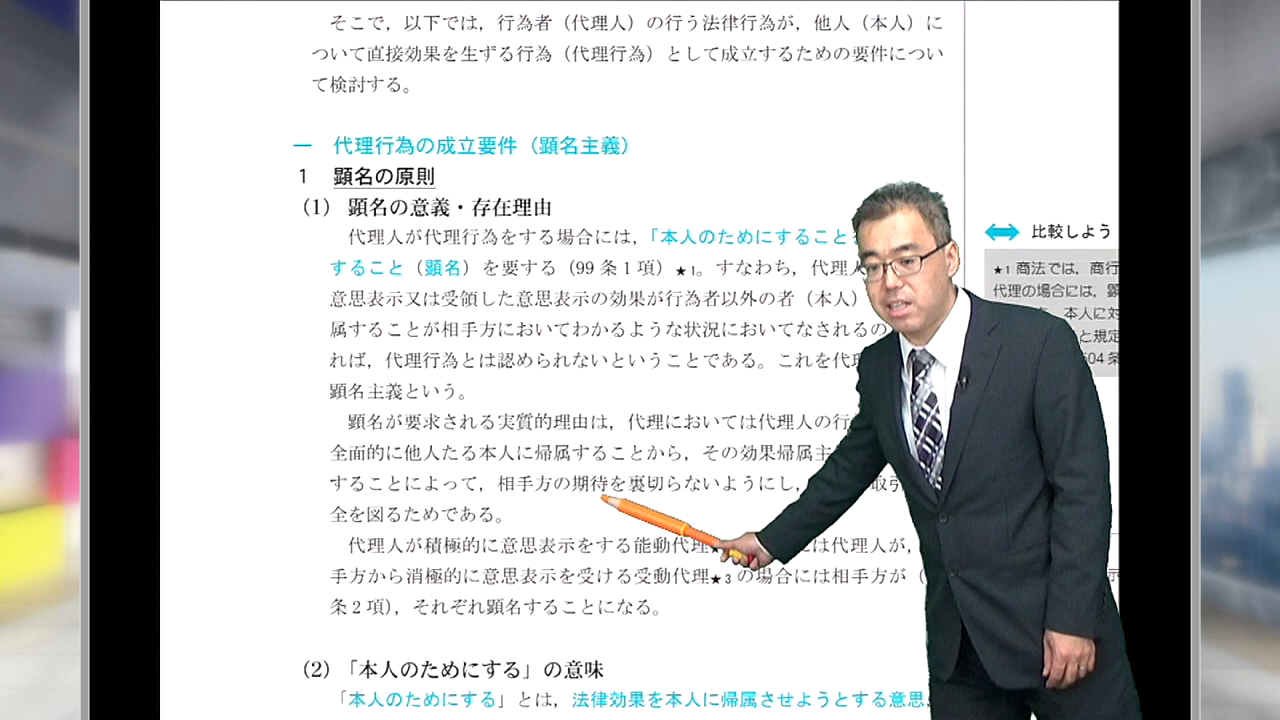 そこで，以下では，行為者（代理人）の行う法律行為が，他人（本人）に
ついて直接効果を生ずる行為（代理行為）として成立するための要件につい
て検討する。
一　代理行為の成立要件（顕名主義）
1　顕名の原則
（1）　顕名の意義・存在理由
代理人が代理行為をする場合には，「本人のためにすること
すること（顕名）を要する（99 条 1 項）★1。すなわち，代理人
意思表示又は受領した意思表示の効果が行為者以外の者（本人）
属することが相手方においてわかるような状況においてなされるの
れば，代理行為とは認められないということである。これを代理
顕名主義という。
顕名が要求される実質的理由は，代理においては代理人の行
全面的に他人たる本人に帰属することから，その効果帰属主
することによって，相手方の期待を裏切らないようにし，取引
全を図るためである。
代理人が積極的に意思表示をする能動代理★には代理人が，
手方から消極的に意思表示を受ける受動代理★3 の場合には相手方が（
条 2 項），それぞれ顕名することになる。
（2）　「本人のためにする」の意味
「本人のためにする」とは，法律効果を本人に帰属させようとする意思，
比較しよう
★1 商法では，商行
代理の場合には，顕
，本人に対
と規定
504 条